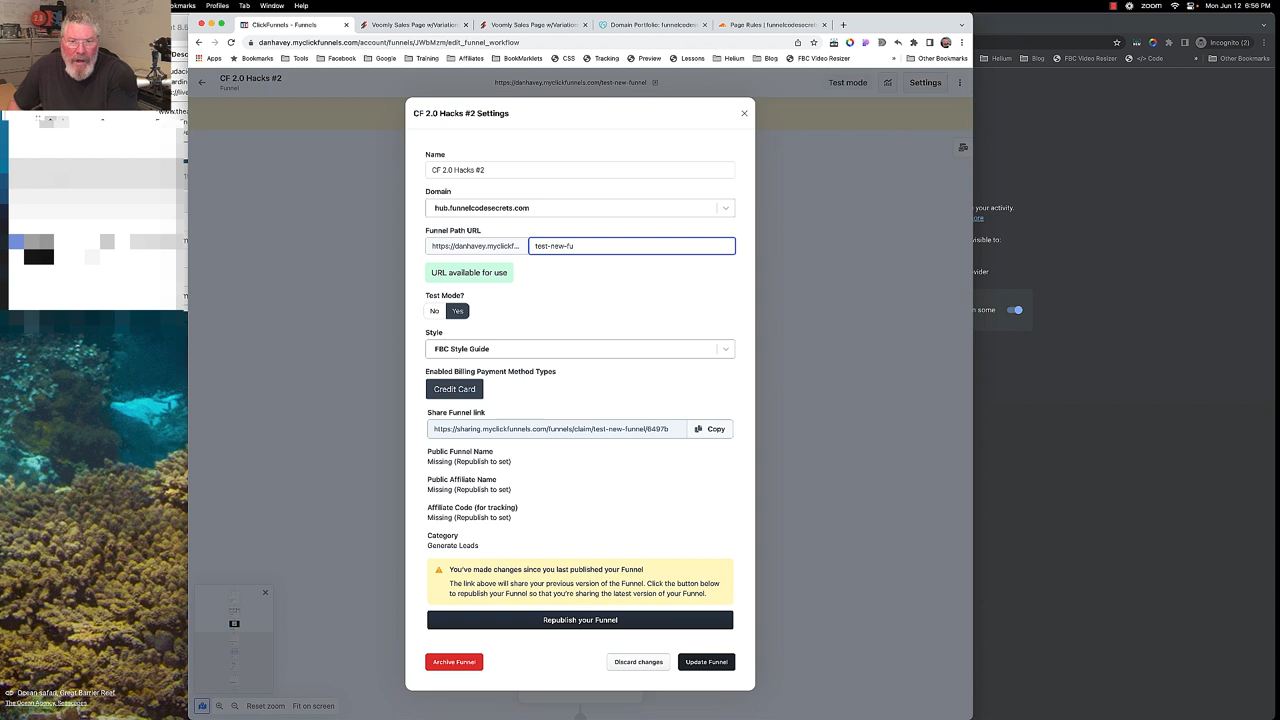 Profiles Tab Window Help
zoom Mon Jun 12 6:56 PM
ClickFunnels - Funnels
Voomly Sales Page w/Variation
Voomly Sales Page w/Variation
Domain Portfolio: funnelcodes
Page Rules | funnelcodesecrets
danhavey.myclickfunnels.com/account/funnels/JWbMzm/edit_funnel_workflow
Incognito (2)
Apps Bookmarks Tools Facebook Google Training Affiliates BookMarklets CSS Tracking Preview Lessons Helium Blog FBC Video Resizer » Other Bookmarks
Helium Blog FBC Video Resizer </> Code » Other Bookmarks
CF 2.0 Hacks #2
Funnel
https://danhavey.myclickfunnels.com/test-new-funnel
Test mode
Settings
CF 2.0 Hacks #2 Settings
Name
CF 2.0 Hacks #2
Domain
hub.funnelcodesecrets.com
Funnel Path URL
https://danhavey.myclickf... test-new-fu
URL available for use
Test Mode?
No Yes
Style
FBC Style Guide
Enabled Billing Payment Method Types
Credit Card
Share Funnel link
https://sharing.myclickfunnels.com/funnels/claim/test-new-funnel/6497b Copy
Public Funnel Name
Missing (Republish to set)
Public Affiliate Name
Missing (Republish to set)
Affiliate Code (for tracking)
Missing (Republish to set)
Category
Generate Leads
You've made changes since you last published your Funnel
The link above will share your previous version of the Funnel. Click the button below
to republish your Funnel so that you're sharing the latest version of your Funnel.
Republish your Funnel
Archive Funnel Discard changes Update Funnel
Reset zoom Fit on screen
your activity.
ore
visible to:
vider
n some
Ocean safari, Great Barrier Reef
The Ocean Agency, Seascapes